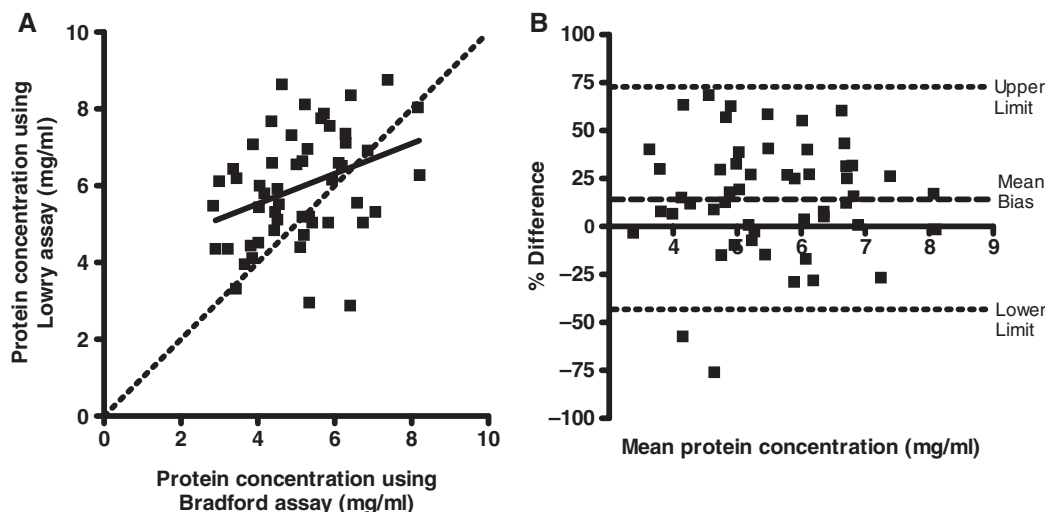 A
Protein concentration using
Lowry assay (mg/ml)
10
8
6
4
2
0
0 2 4 6 8 10
Protein concentration using
Bradford assay (mg/ml)
B
% Difference
100
75
50
25
0
−25
−50
−75
−100
4 5 6 7 8 9
Upper
Limit
Mean
Bias
Lower
Limit
Mean protein concentration (mg/ml)